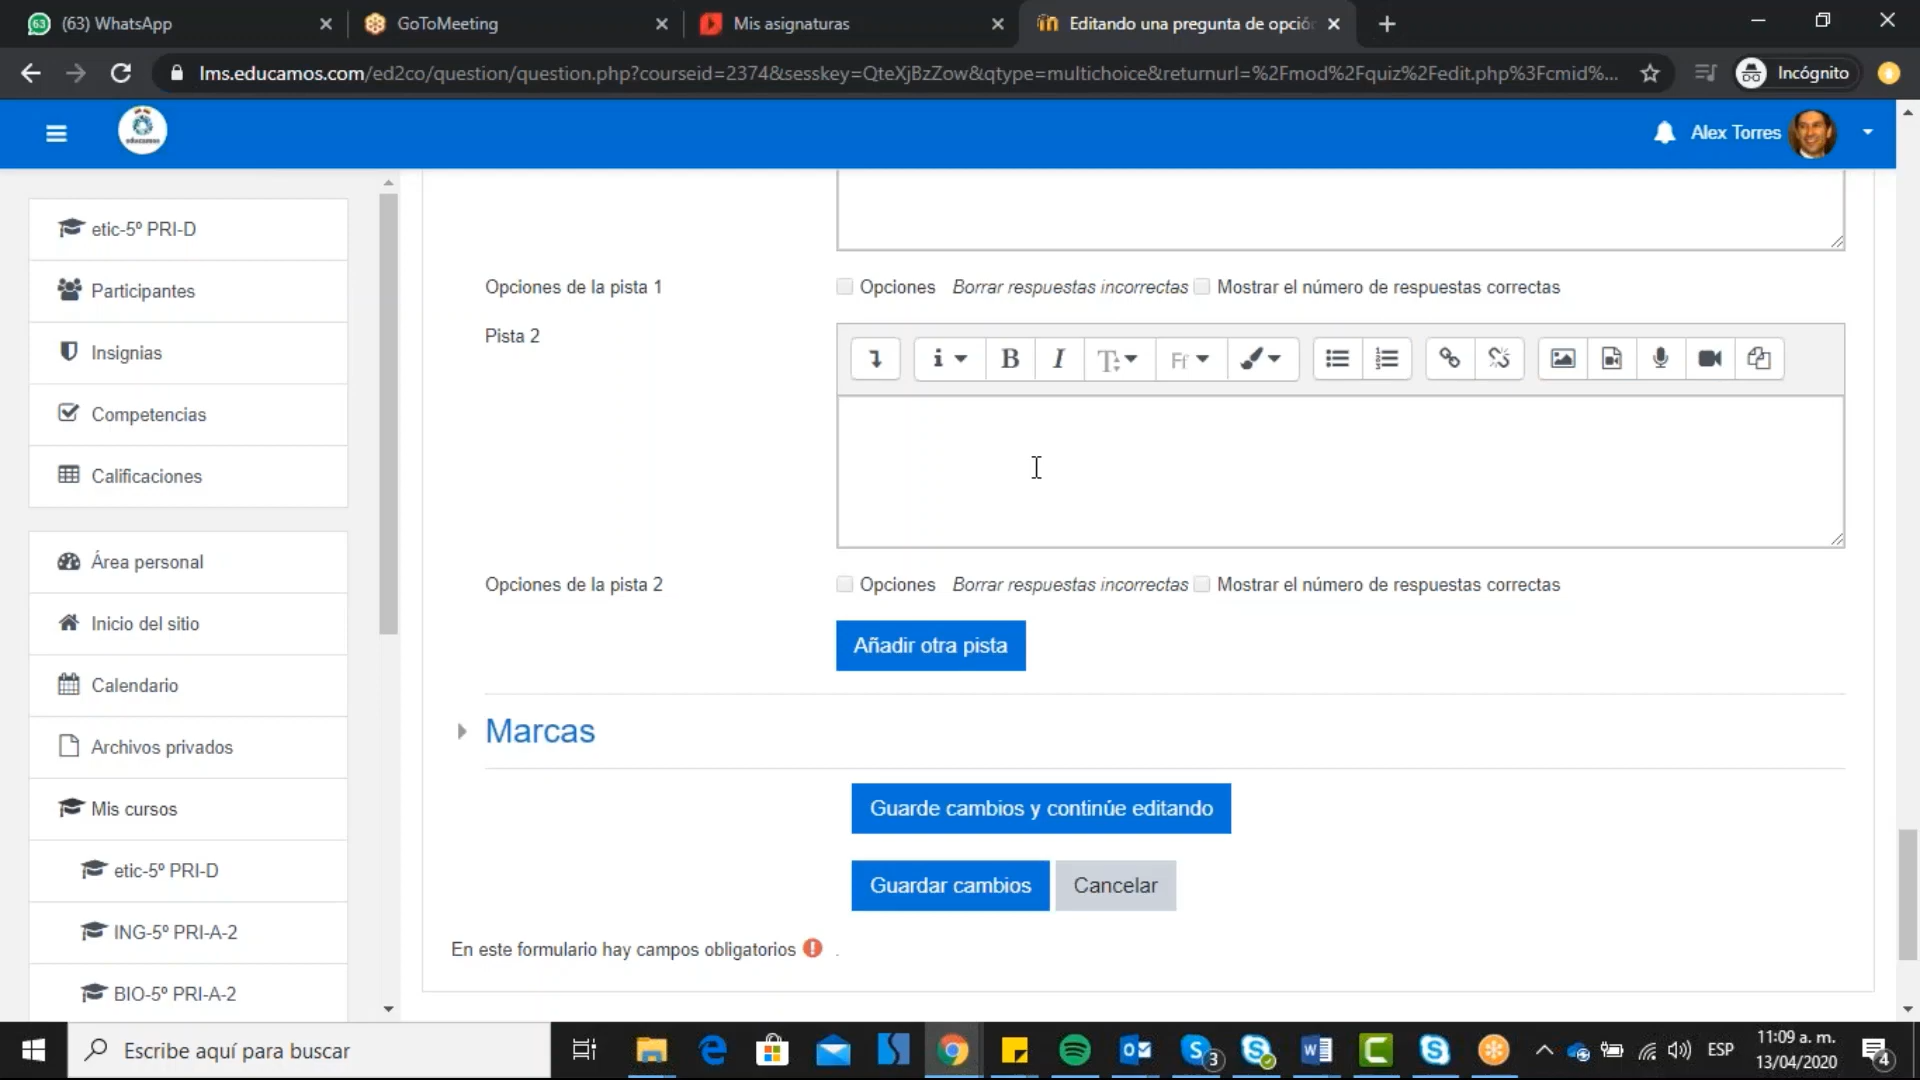 (63) WhatsApp
GoToMeeting
Mis asignaturas
Editando una pregunta de opció
lms.educamos.com/ed2co/question/question.php?courseid=2374&sesskey=QteXjBzZow&qtype=multichoice&returnurl=%2Fmod%2Fquiz%2Fedit.php%3Fcmid%...
Incógnito
educamos
Alex Torres
etic-5º PRI-D
Participantes
Insignias
Competencias
Calificaciones
Área personal
Inicio del sitio
Calendario
Archivos privados
Mis cursos
etic-5º PRI-D
ING-5º PRI-A-2
BIO-5º PRI-A-2
Opciones de la pista 1
Opciones Borrar respuestas incorrectas Mostrar el número de respuestas correctas
Pista 2
Opciones de la pista 2
Opciones Borrar respuestas incorrectas Mostrar el número de respuestas correctas
Añadir otra pista
Marcas
Guarde cambios y continúe editando
Guardar cambios
Cancelar
En este formulario hay campos obligatorios .
Escribe aquí para buscar
3
ESP
11:09 a. m.
13/04/2020
4